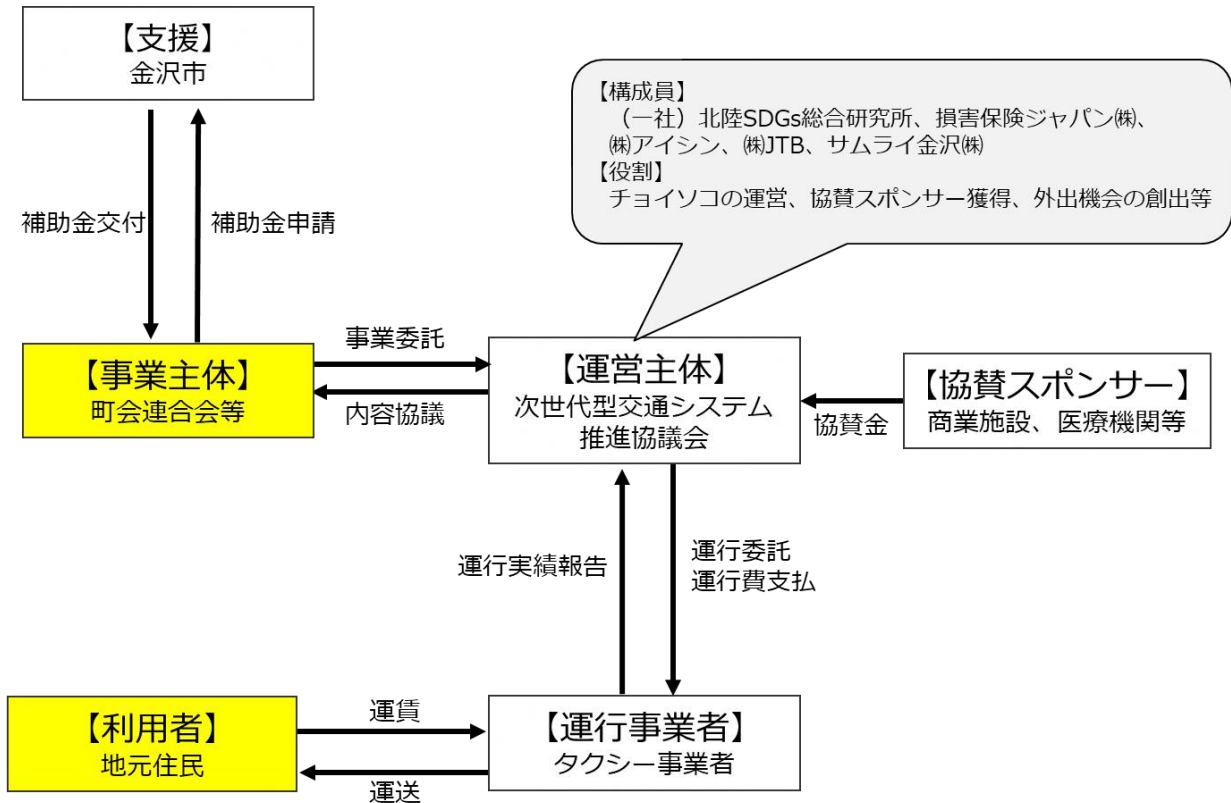 【支援】
金沢市
【構成員】
（一社）北陸SDGs総合研究所、損害保険ジャパン㈱、
㈱アイシン、㈱JTB、サムライ金沢㈱
【役割】
チョイソコの運営、協賛スポンサー獲得、外出機会の創出等
補助金交付
補助金申請
【事業主体】
町会連合会等
事業委託
内容協議
【運営主体】
次世代型交通システム
推進協議会
協賛金
【協賛スポンサー】
商業施設、医療機関等
運行実績報告
運行委託
運行費支払
【利用者】
地元住民
運賃
運送
【運行事業者】
タクシー事業者